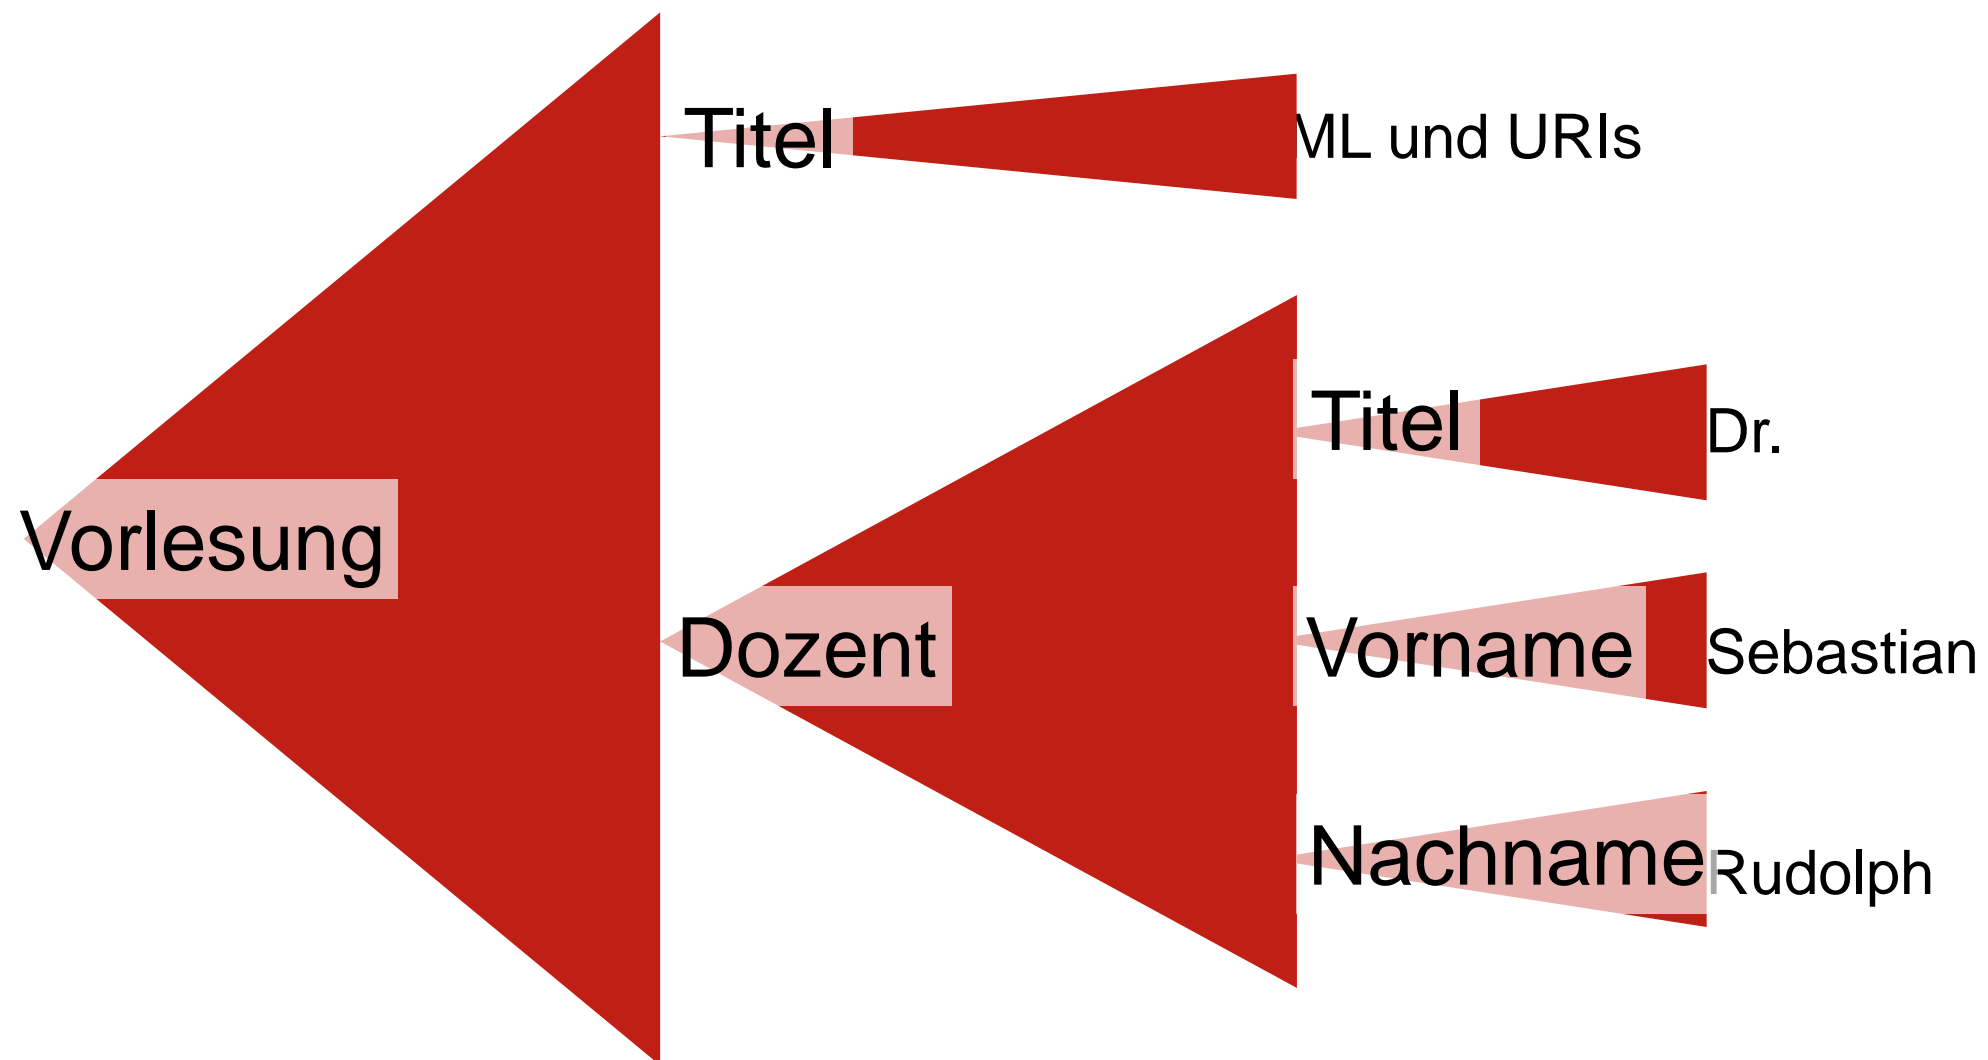 Titel
ML und URIs
Titel
Dr.
Vorlesung
Dozent
Vorname
Sebastian
Nachname
Rudolph